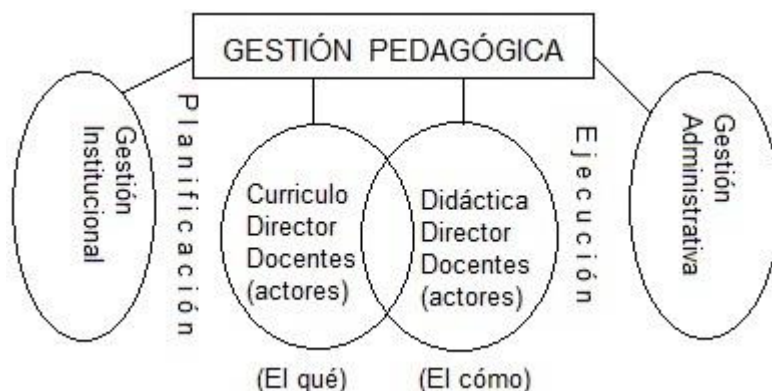 GESTIÓN PEDAGÓGICA
Gestión
Institucional
Planificación
Curriculo
Director
Docentes
(actores)
(El qué)
Didáctica
Director
Docentes
(actores)
(El cómo)
Ejecución
Gestión
Administrativa